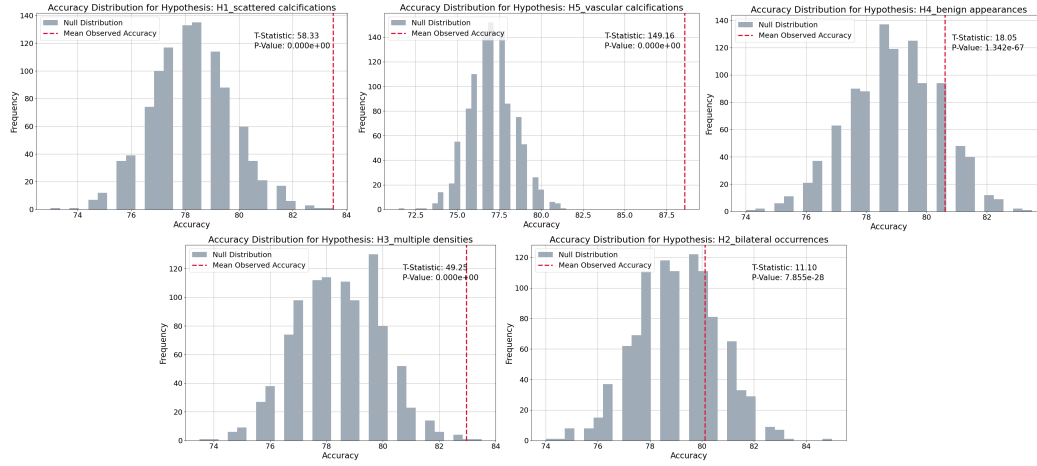 Accuracy Distribution for Hypothesis: H1_scattered calcifications
Null Distribution
Mean Observed Accuracy
T-Statistic: 58.33
P-Value: 0.000e+00
Frequency
140
120
100
80
60
40
20
0
74
76
78
80
82
84
Accuracy
Accuracy Distribution for Hypothesis: H5_vascular calcifications
Null Distribution
Mean Observed Accuracy
T-Statistic: 149.16
P-Value: 0.000e+00
Frequency
140
120
100
80
60
40
20
0
72.5
75.0
77.5
80.0
82.5
85.0
87.5
Accuracy
Accuracy Distribution for Hypothesis: H4_benign appearances
Null Distribution
Mean Observed Accuracy
T-Statistic: 18.05
P-Value: 1.342e-67
Frequency
140
120
100
80
60
40
20
0
74
76
78
80
82
Accuracy
Accuracy Distribution for Hypothesis: H3_multiple densities
Null Distribution
Mean Observed Accuracy
T-Statistic: 49.25
P-Value: 0.000e+00
Frequency
120
100
80
60
40
20
0
74
76
78
80
82
84
Accuracy
Accuracy Distribution for Hypothesis: H2_bilateral occurrences
Null Distribution
Mean Observed Accuracy
T-Statistic: 11.10
P-Value: 7.855e-28
Frequency
120
100
80
60
40
20
0
74
76
78
80
82
84
Accuracy